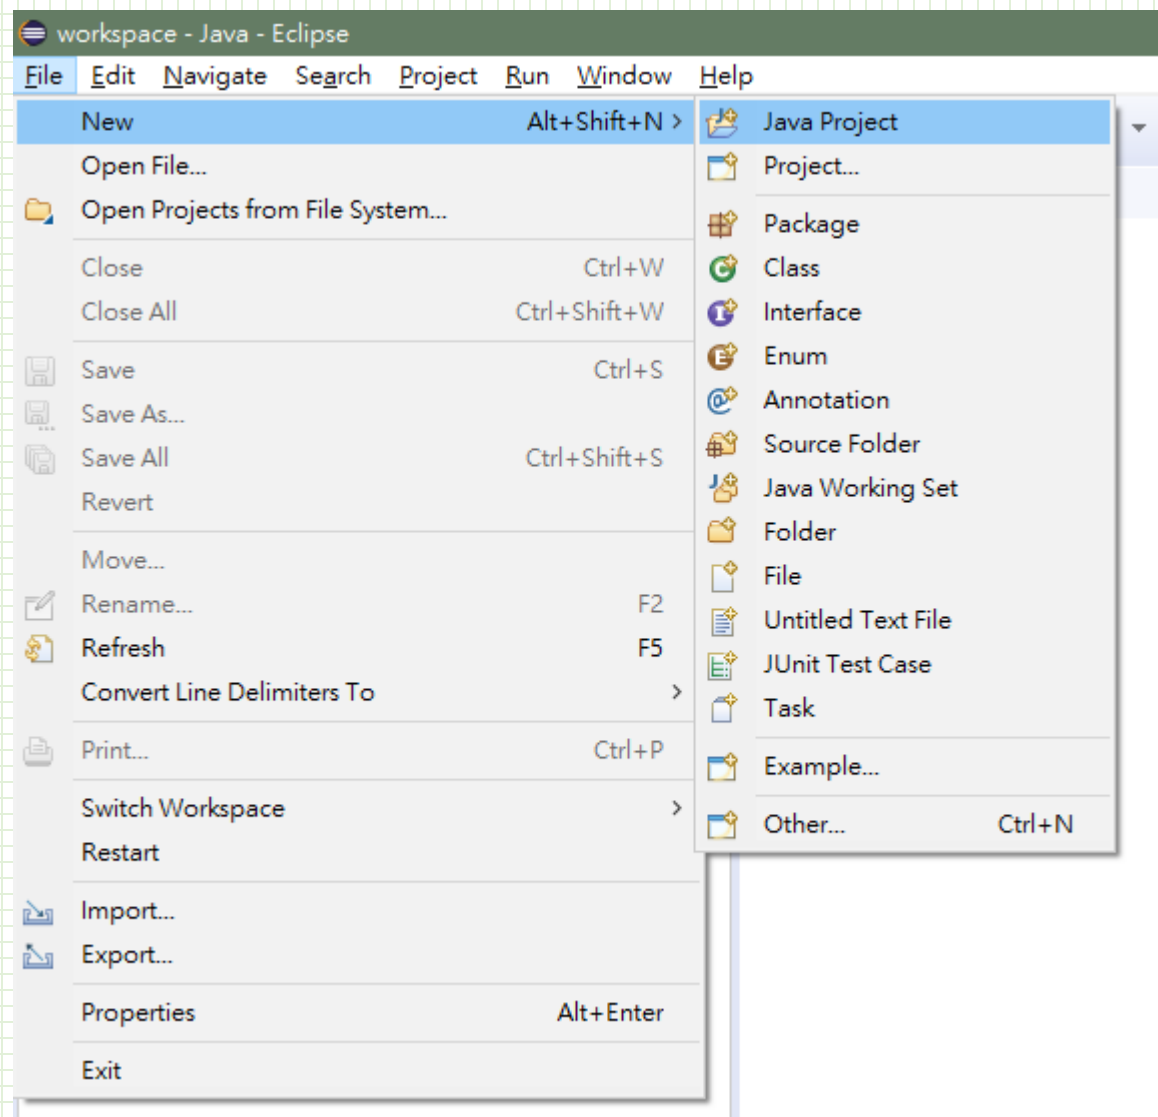 workspace - Java - Eclipse
File Edit Navigate Search Project Run Window Help
New Alt+Shift+N >
Open File...
Open Projects from File System...
Close Ctrl+W
Close All Ctrl+Shift+W
Save Ctrl+S
Save As...
Save All Ctrl+Shift+S
Revert
Move...
Rename... F2
Refresh F5
Convert Line Delimiters To >
Print... Ctrl+P
Switch Workspace >
Restart
Import...
Export...
Properties Alt+Enter
Exit
Java Project
Project...
Package
Class
Interface
Enum
Annotation
Source Folder
Java Working Set
Folder
File
Untitled Text File
JUnit Test Case
Task
Example...
Other... Ctrl+N